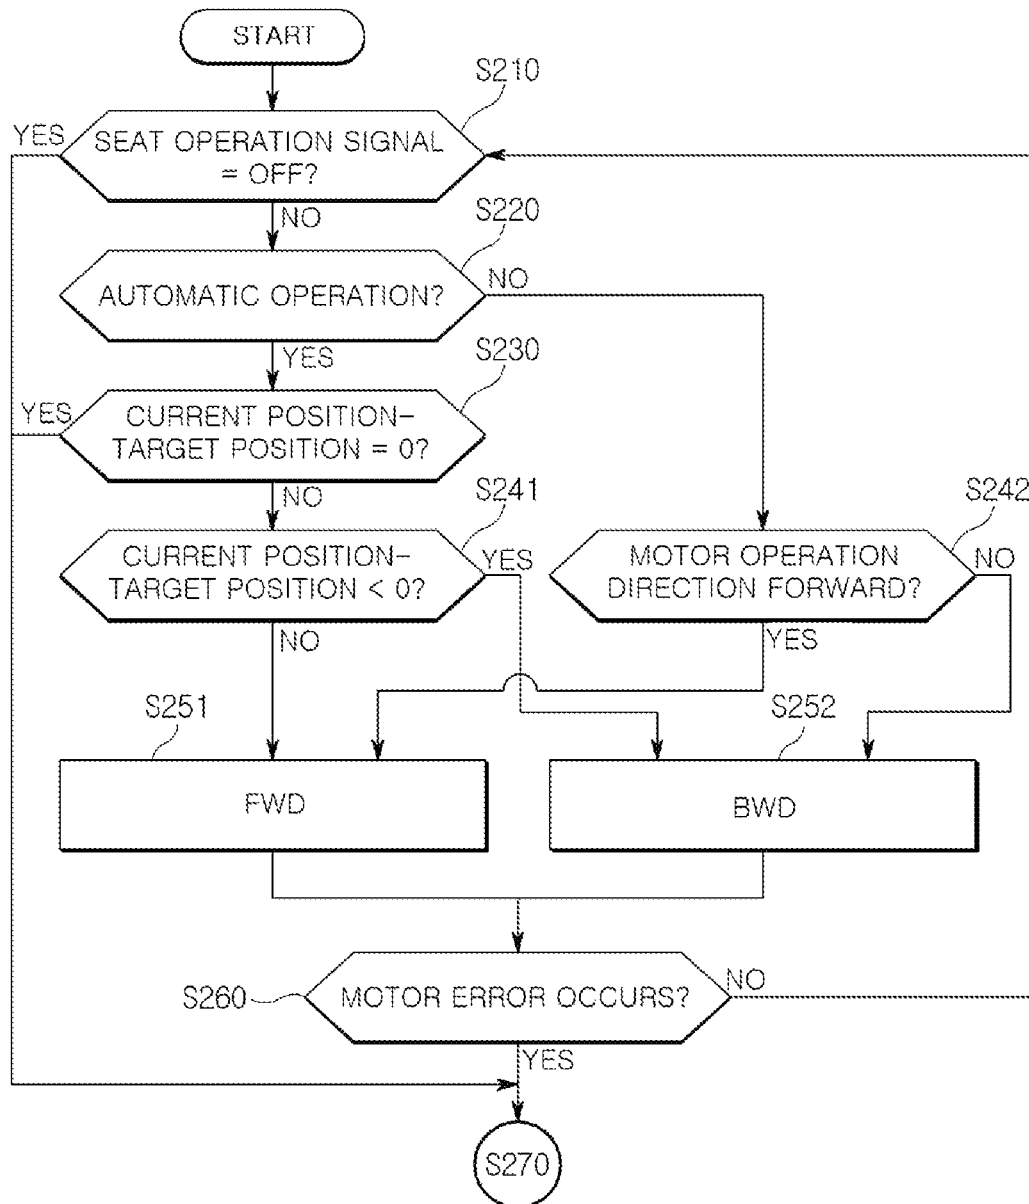 START
S210
YES
SEAT OPERATION SIGNAL
= OFF?
NO
S220
AUTOMATIC OPERATION?
NO
YES
S230
YES
CURRENT POSITION-
TARGET POSITION = 0?
NO
S241
S242
CURRENT POSITION-
TARGET POSITION < 0?
YES
MOTOR OPERATION
DIRECTION FORWARD?
NO
NO
YES
S251
S252
FWD
BWD
S260
MOTOR ERROR OCCURS?
NO
YES
S270